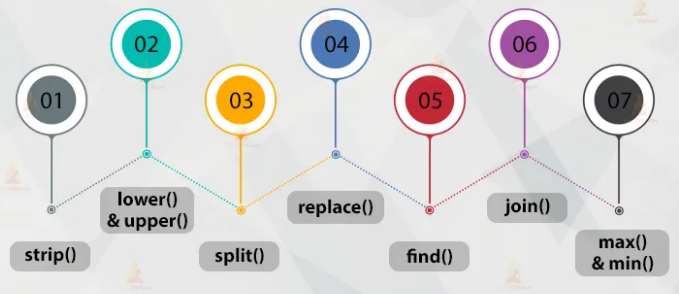 01
strip()
02
lower()
& upper()
03
split()
04
replace()
05
find()
06
join()
07
max()
& min()